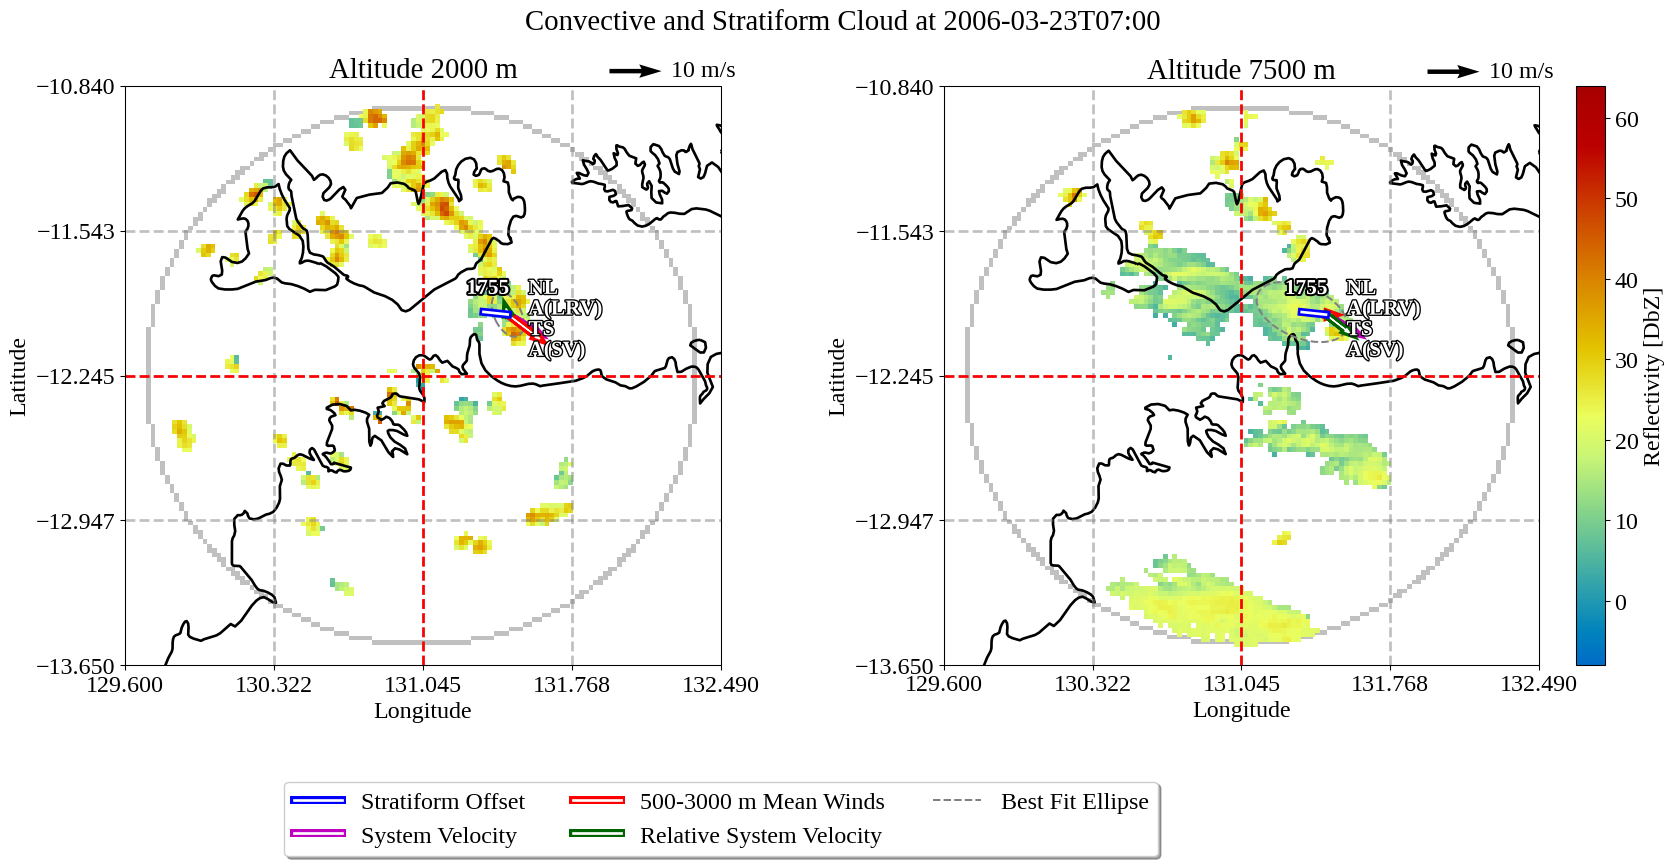 Convective and Stratiform Cloud at 2006-03-23T07:00
Altitude 2000 m
10 m/s
−10.840
−11.543
−12.245
−12.947
−13.650
129.600
130.322
131.045
131.768
132.490
Latitude
Longitude
1755
NL
A(LRV)
TS
A(SV)
Altitude 7500 m
10 m/s
−10.840
−11.543
−12.245
−12.947
−13.650
129.600
130.322
131.045
131.768
132.490
Latitude
Longitude
1755
NL
A(LRV)
TS
A(SV)
60
50
40
30
20
10
0
Reflectivity [DbZ]
Stratiform Offset
System Velocity
500-3000 m Mean Winds
Relative System Velocity
Best Fit Ellipse